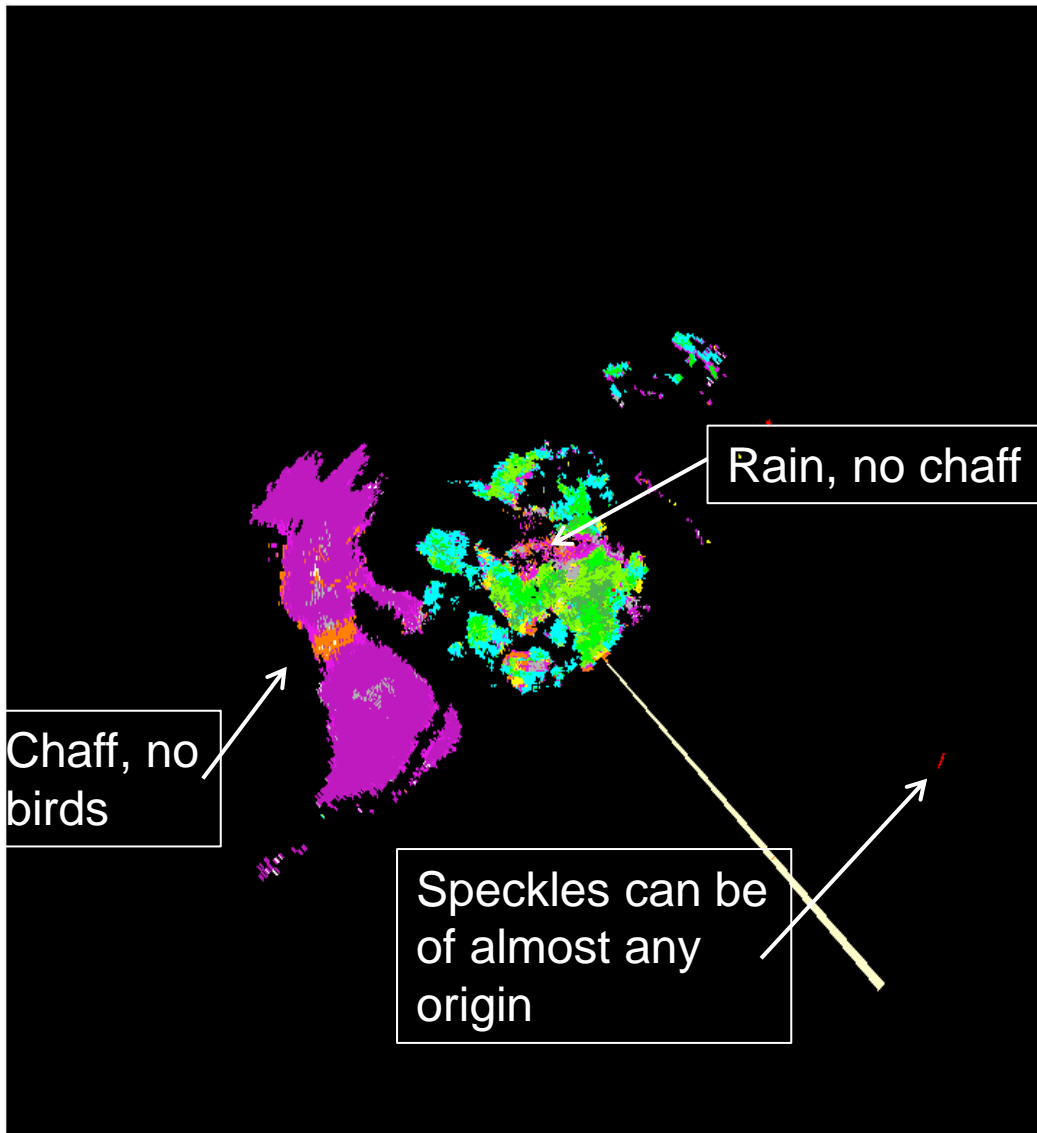 Rain, no chaff
Chaff, no
birds
Speckles can be
of almost any
origin